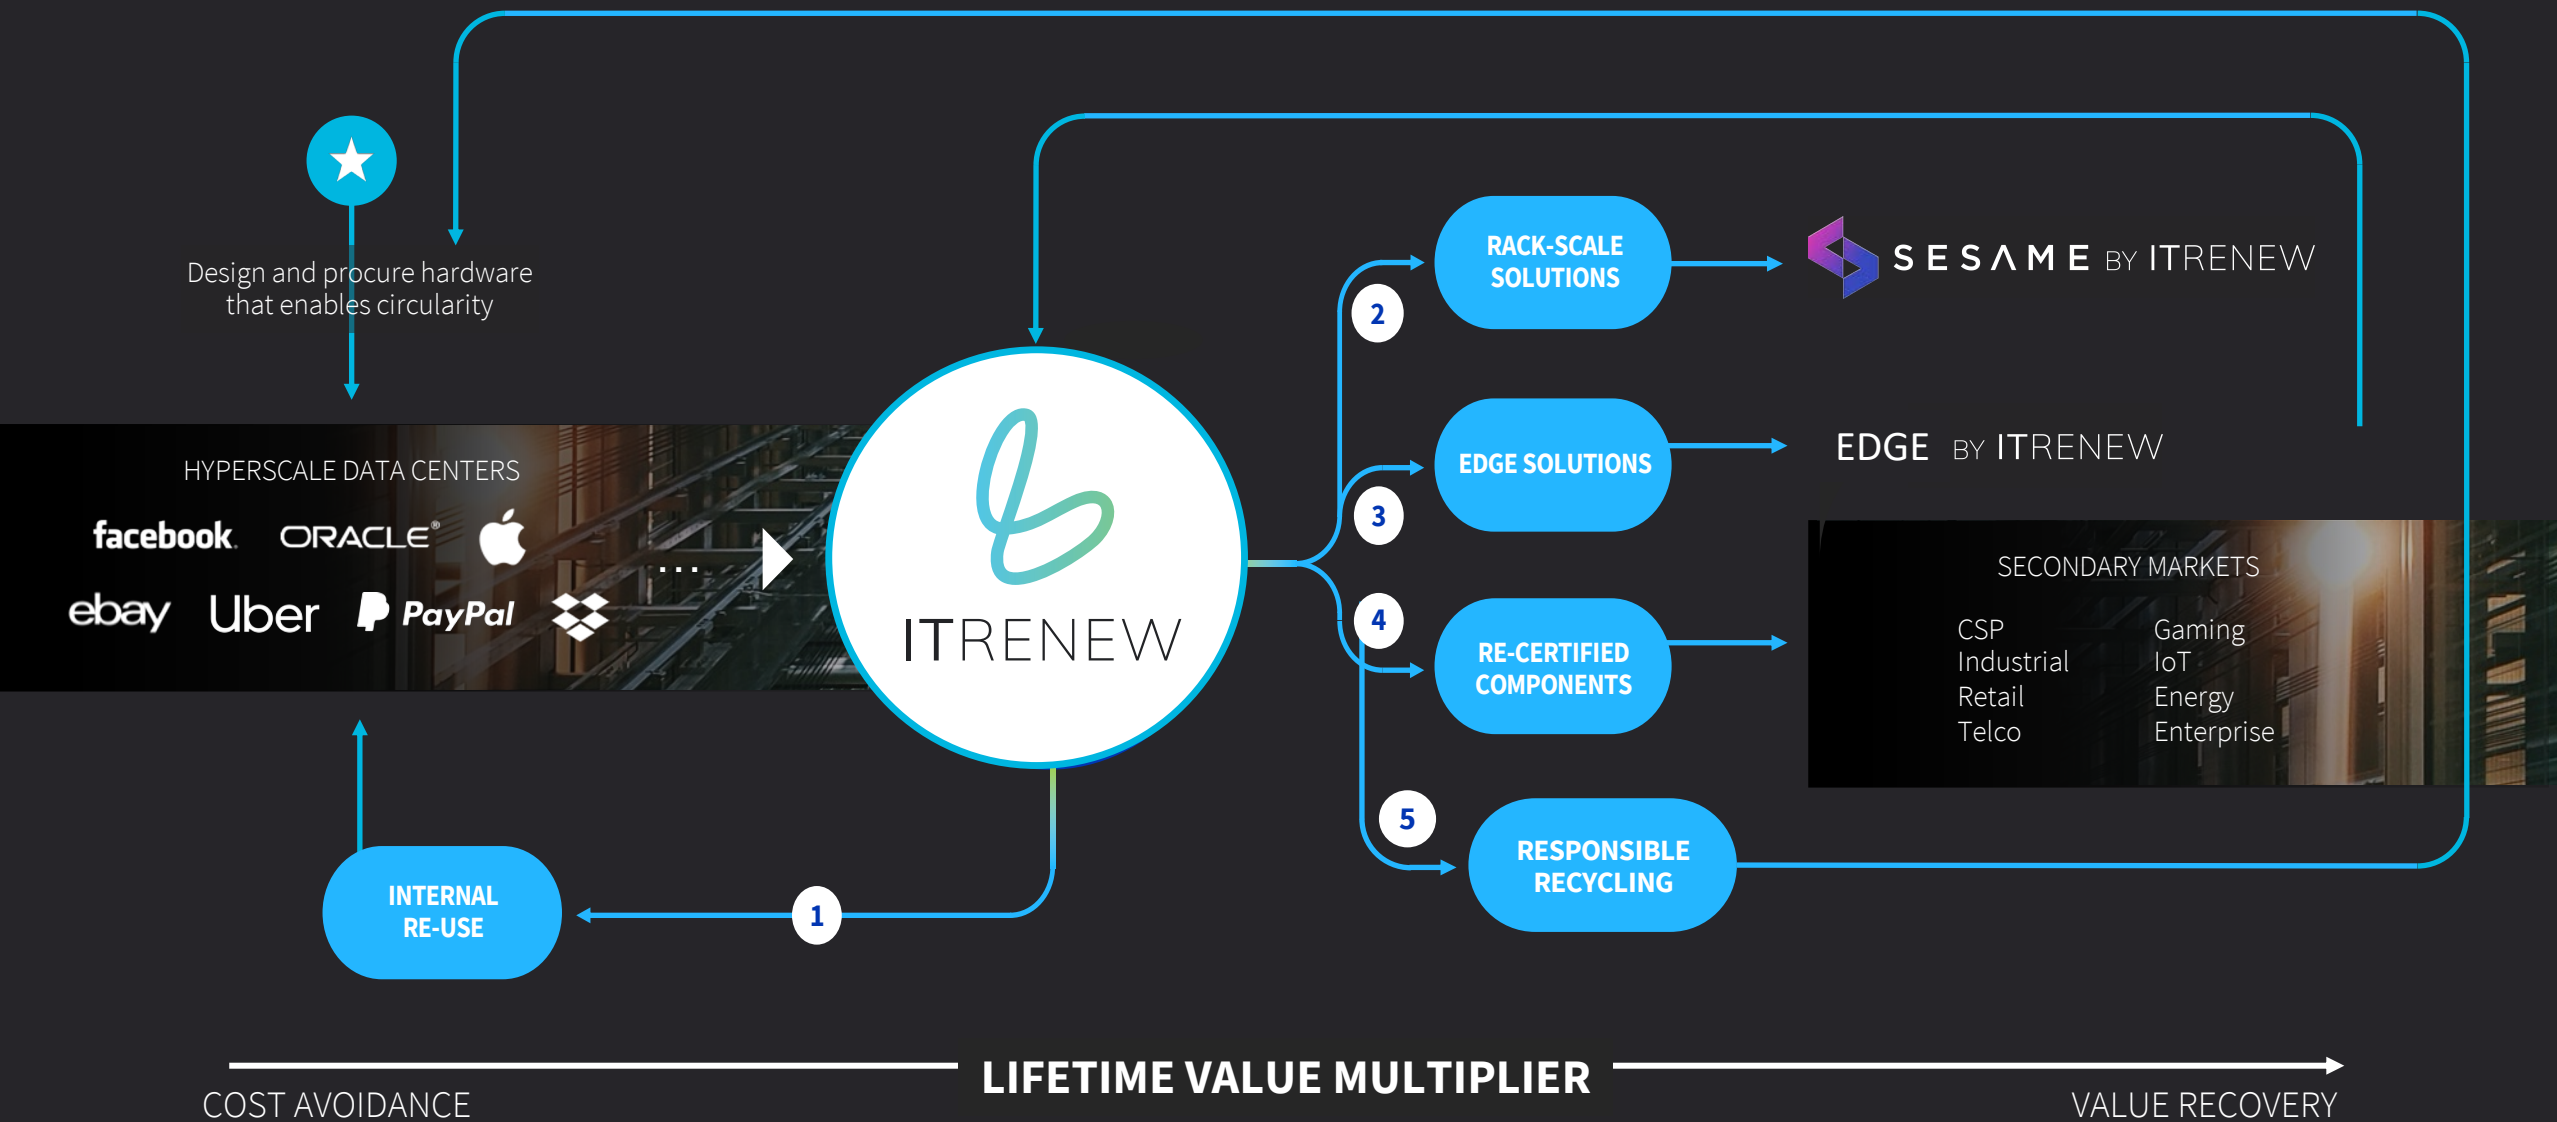 Design and procure hardware
that enables circularity
HYPERSCALE DATA CENTERS
facebook.
ORACLE®
ebay
Uber
PayPal
...
ITRENEW
1
INTERNAL
RE-USE
2
RACK-SCALE
SOLUTIONS
SESAME BY ITRENEW
3
EDGE SOLUTIONS
EDGE BY ITRENEW
4
RE-CERTIFIED
COMPONENTS
SECONDARY MARKETS
CSP
Industrial
Retail
Telco
Gaming
IoT
Energy
Enterprise
5
RESPONSIBLE
RECYCLING
LIFETIME VALUE MULTIPLIER
COST AVOIDANCE
VALUE RECOVERY